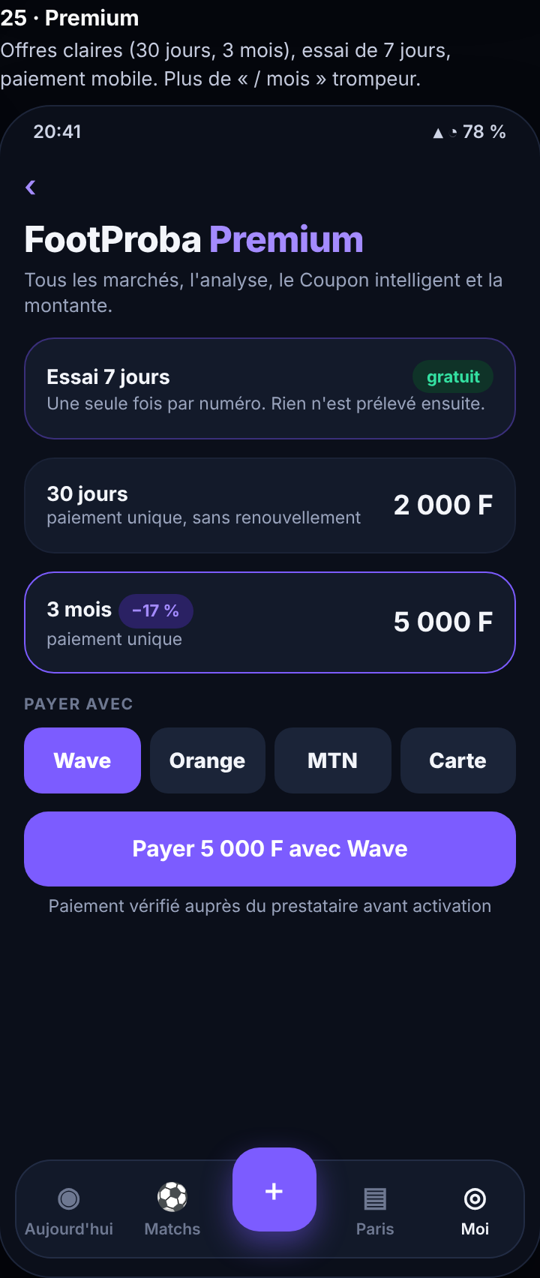 25 · Premium
Offres claires (30 jours, 3 mois), essai de 7 jours,
paiement mobile. Plus de « / mois » trompeur.
20:41
78 %
FootProba Premium
Tous les marchés, l'analyse, le Coupon intelligent et la
montante.
Essai 7 jours
gratuit
Une seule fois par numéro. Rien n'est prélevé ensuite.
30 jours
paiement unique, sans renouvellement
2 000 F
3 mois
−17 %
paiement unique
5 000 F
PAYER AVEC
Wave
Orange
MTN
Carte
Payer 5 000 F avec Wave
Paiement vérifié auprès du prestataire avant activation
+
Aujourd'hui
Matchs
Paris
Moi